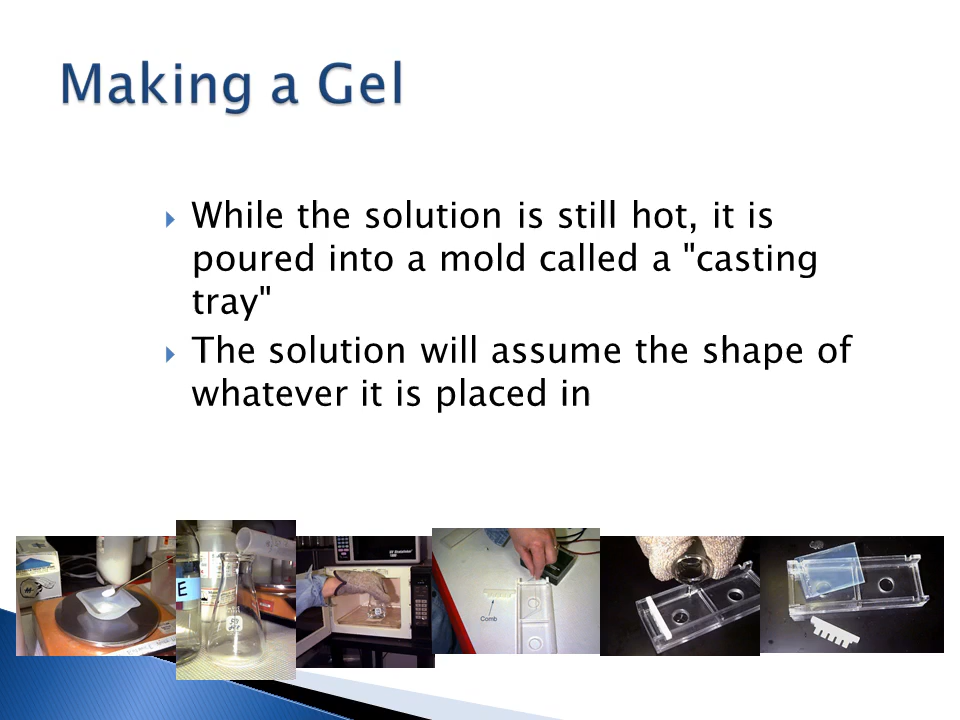 Making a Gel
While the solution is still hot, it is
poured into a mold called a "casting
tray"
The solution will assume the shape of
whatever it is placed in
E
Comb